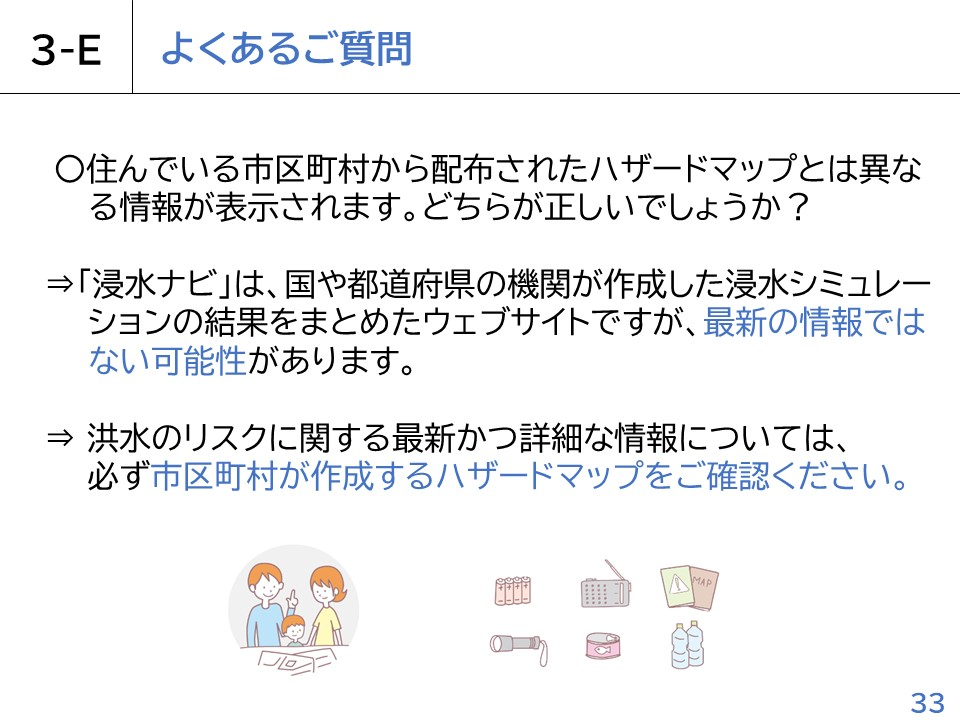 3-E
よくあるご質問
〇住んでいる市区町村から配布されたハザードマップとは異な
る情報が表示されます。どちらが正しいでしょうか？
⇒「浸水ナビ」は、国や都道府県の機関が作成した浸水シミュレー
ションの結果をまとめたウェブサイトですが、最新の情報では
ない可能性があります。
⇒ 洪水のリスクに関する最新かつ詳細な情報については、
必ず市区町村が作成するハザードマップをご確認ください。
MAP
33